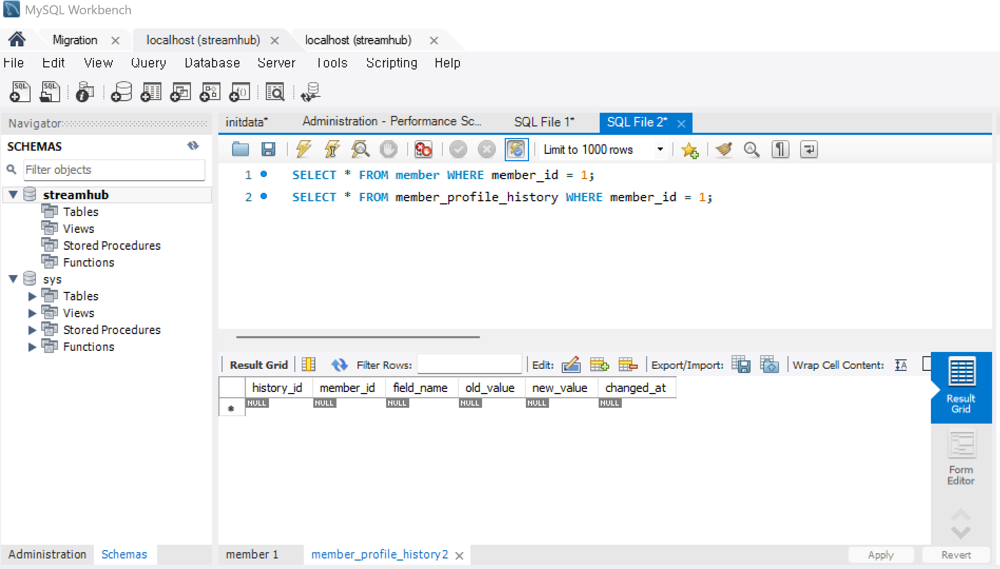 MySQL Workbench
Migration
localhost (streamhub)
localhost (streamhub)
File Edit View Query Database Server Tools Scripting Help
SQL SQL i f()
Navigator
SCHEMAS
Filter objects
streamhub
Tables
Views
Stored Procedures
Functions
sys
Tables
Views
Stored Procedures
Functions
Administration Schemas
initdata* Administration - Performance Sc... SQL File 1* SQL File 2*
Limit to 1000 rows
1 SELECT * FROM member WHERE member_id = 1;
2 SELECT * FROM member_profile_history WHERE member_id = 1;
Result Grid Filter Rows: Edit: Export/Import: Wrap Cell Content:
history_id member_id field_name old_value new_value changed_at
NULL NULL NULL NULL NULL NULL
Result
Grid
Form
Editor
member 1 member_profile_history2
Apply Revert